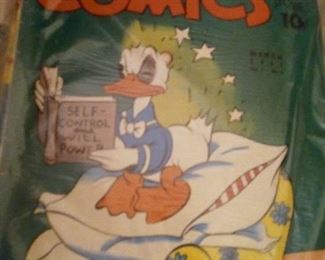 COMICS
10¢
SELF-
CONTROL
and
WILL
POWER